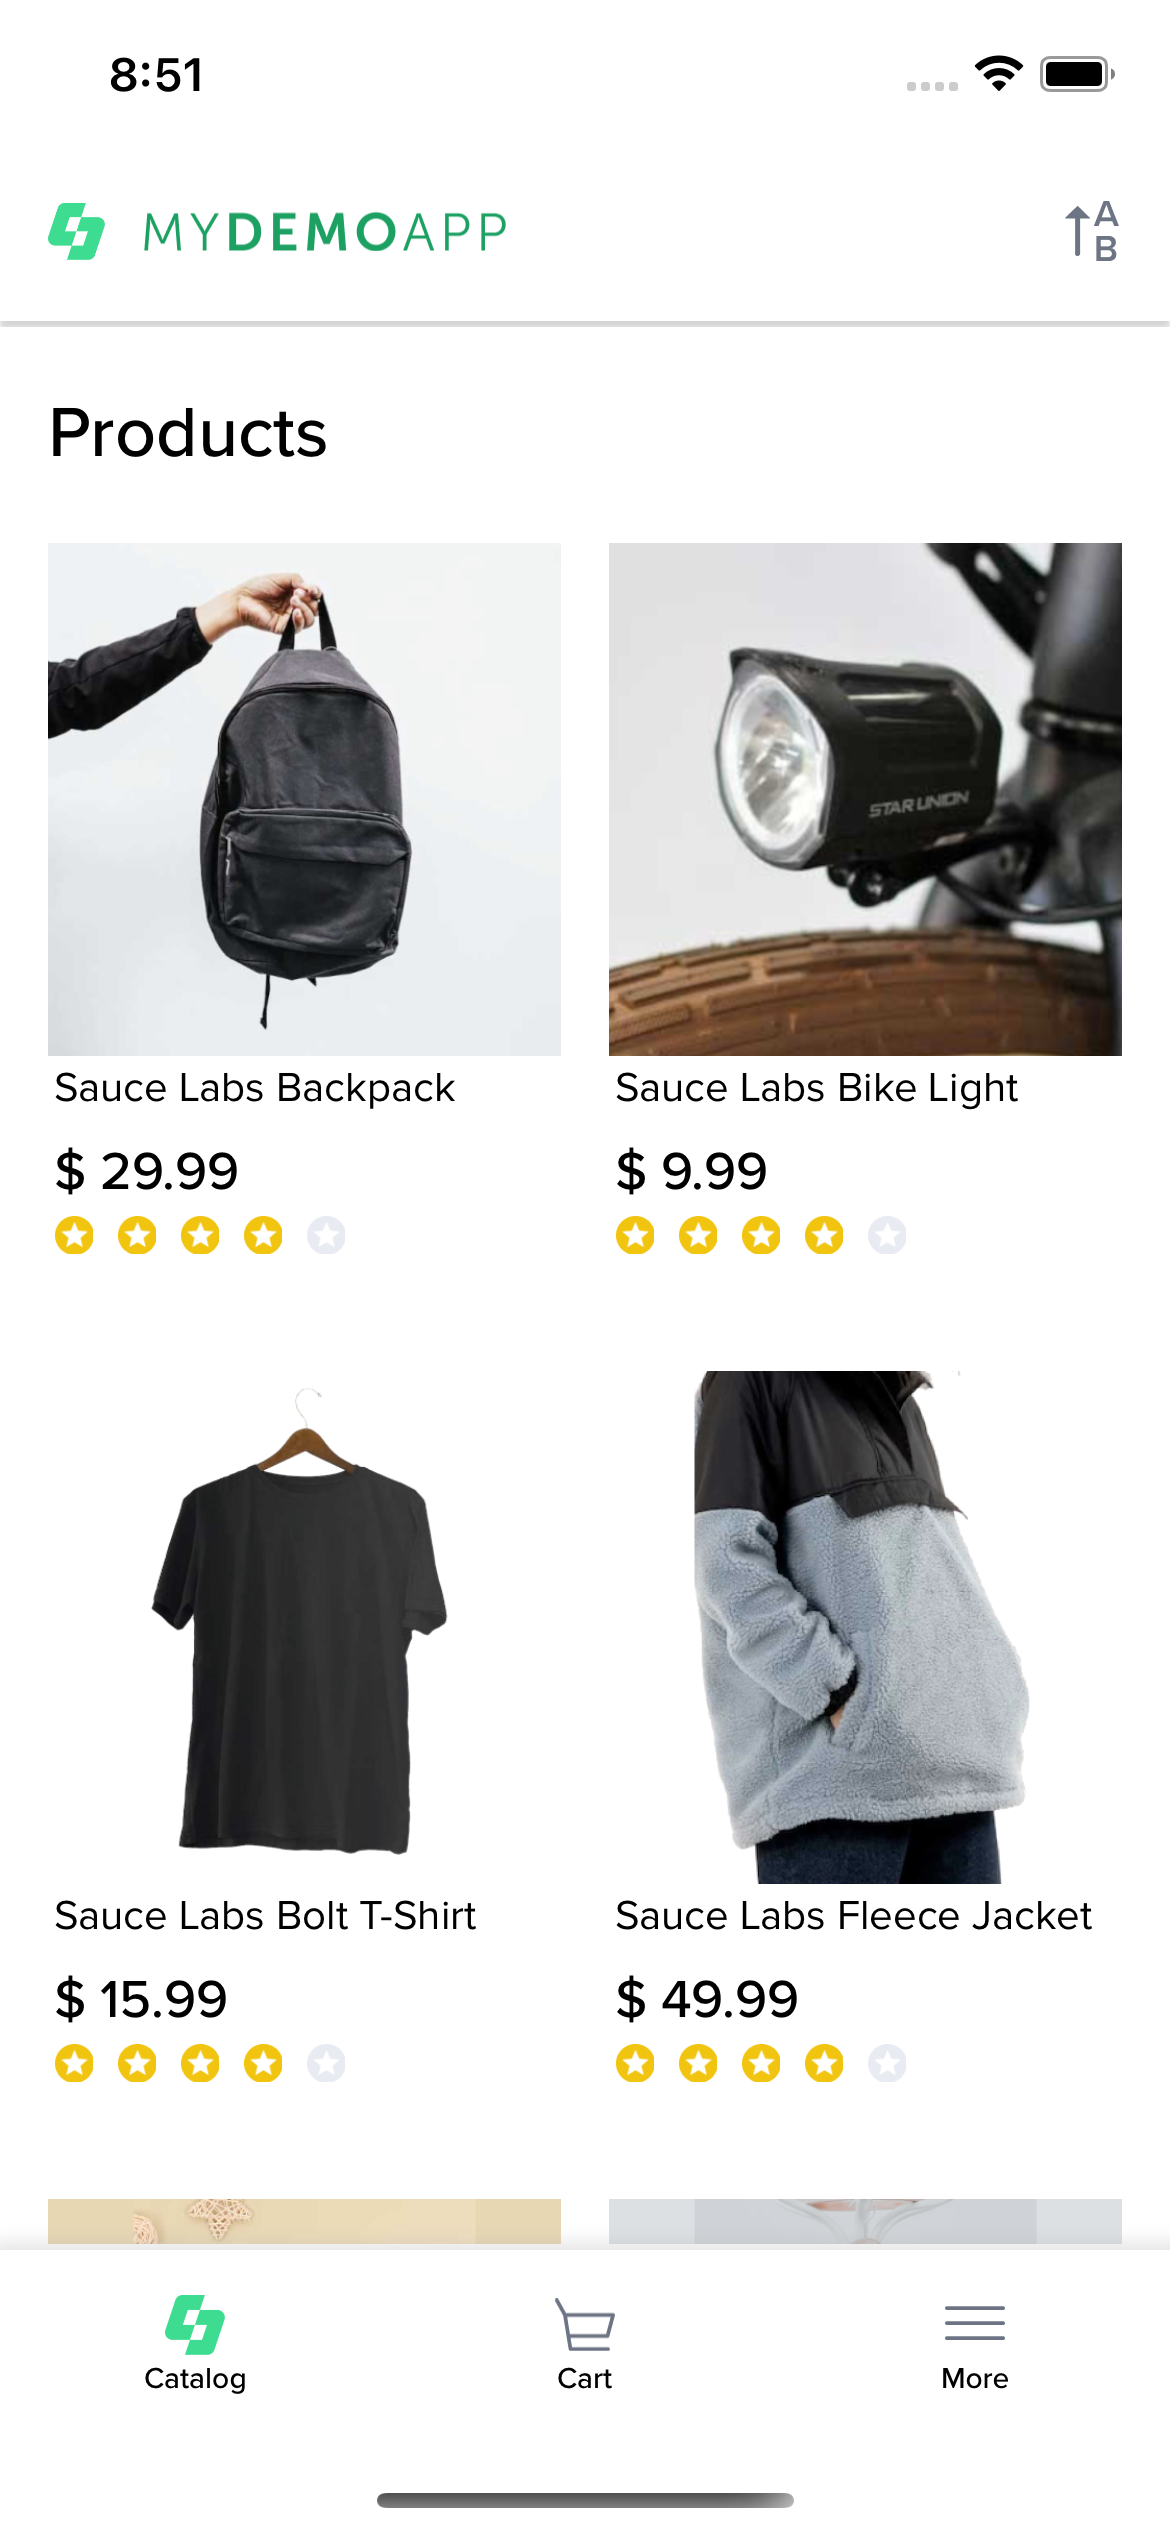 8:51
MYDEMOAPP
A
B
Products
STAR UNION
Sauce Labs Backpack
Sauce Labs Bike Light
$ 29.99
$ 9.99
Sauce Labs Bolt T-Shirt
Sauce Labs Fleece Jacket
$ 15.99
$ 49.99
Catalog
Cart
More